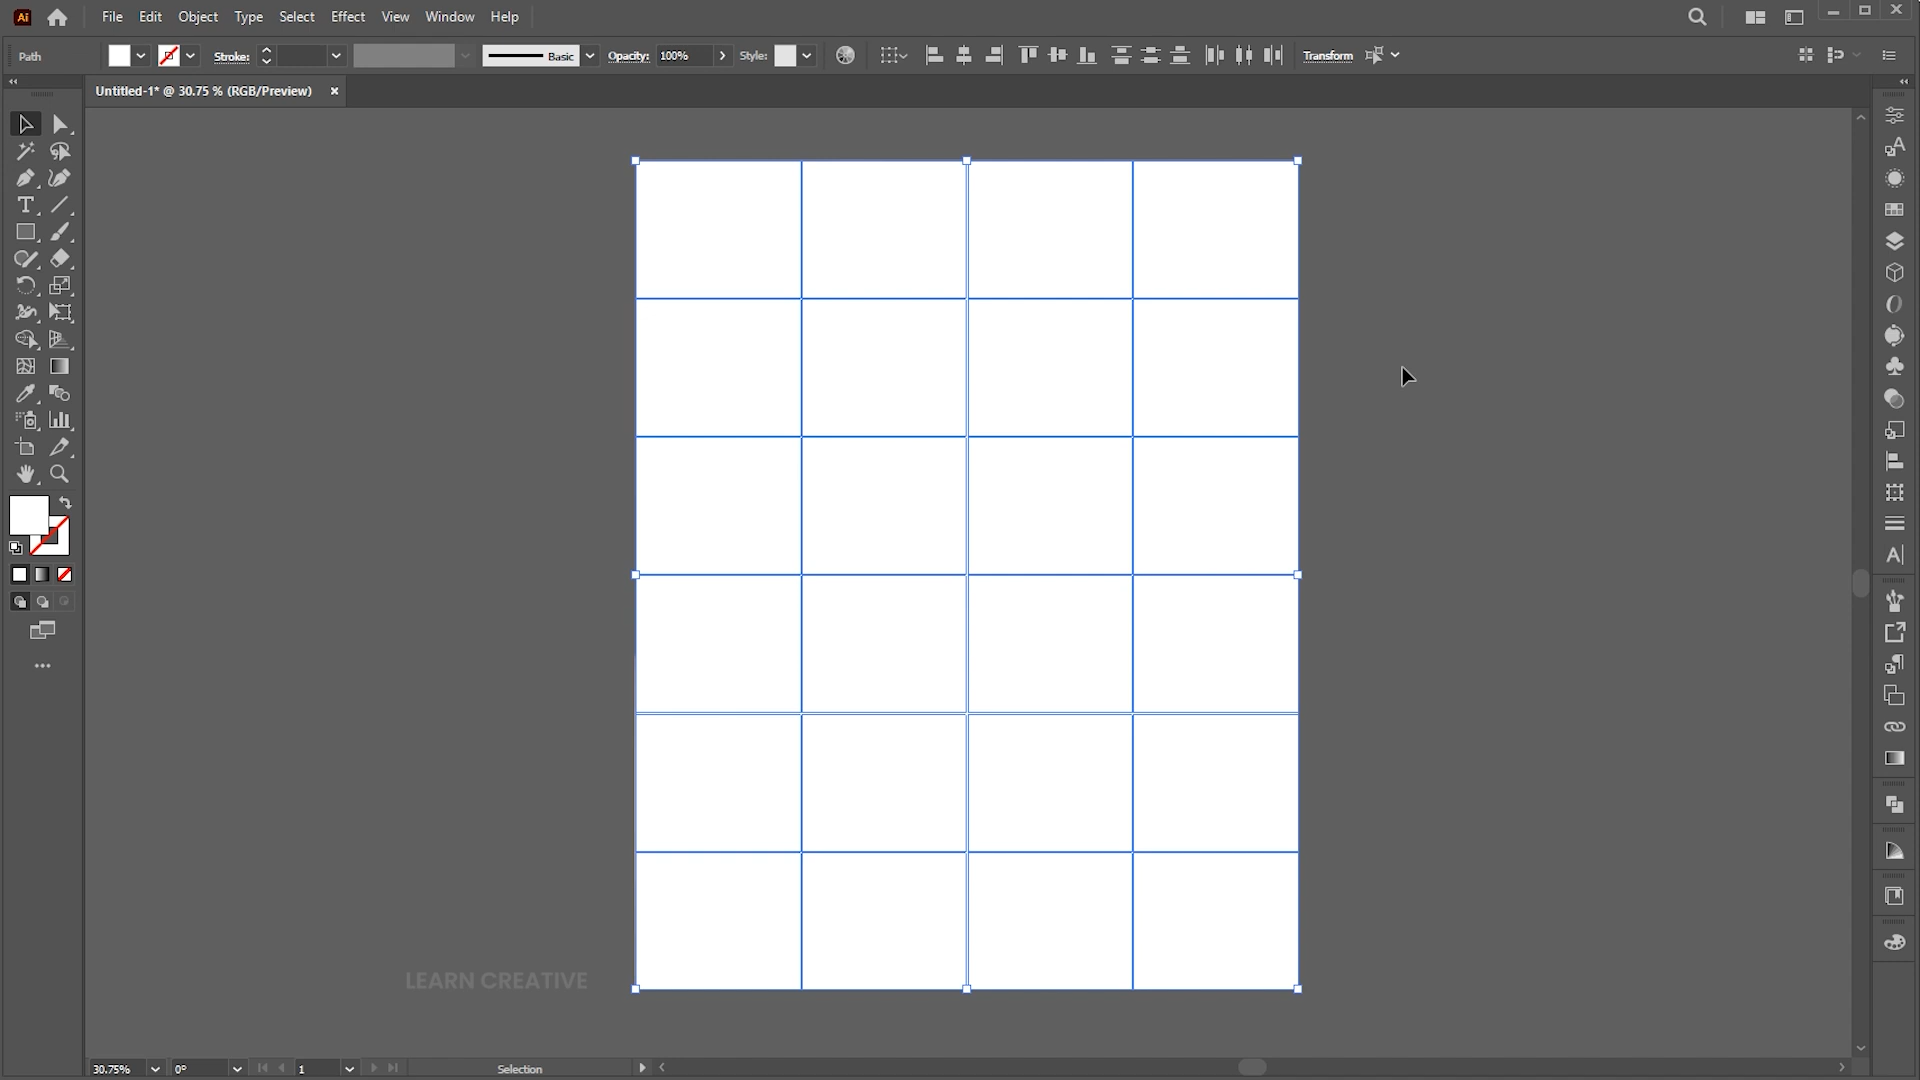 Ai File Edit Object Type Select Effect View Window Help
Path Stroke: Basic Opacity: 100% Style: Transform
Untitled-1* @ 30.75 % (RGB/Preview) ×
LEARN CREATIVE
30.75% 0° 1 Selection